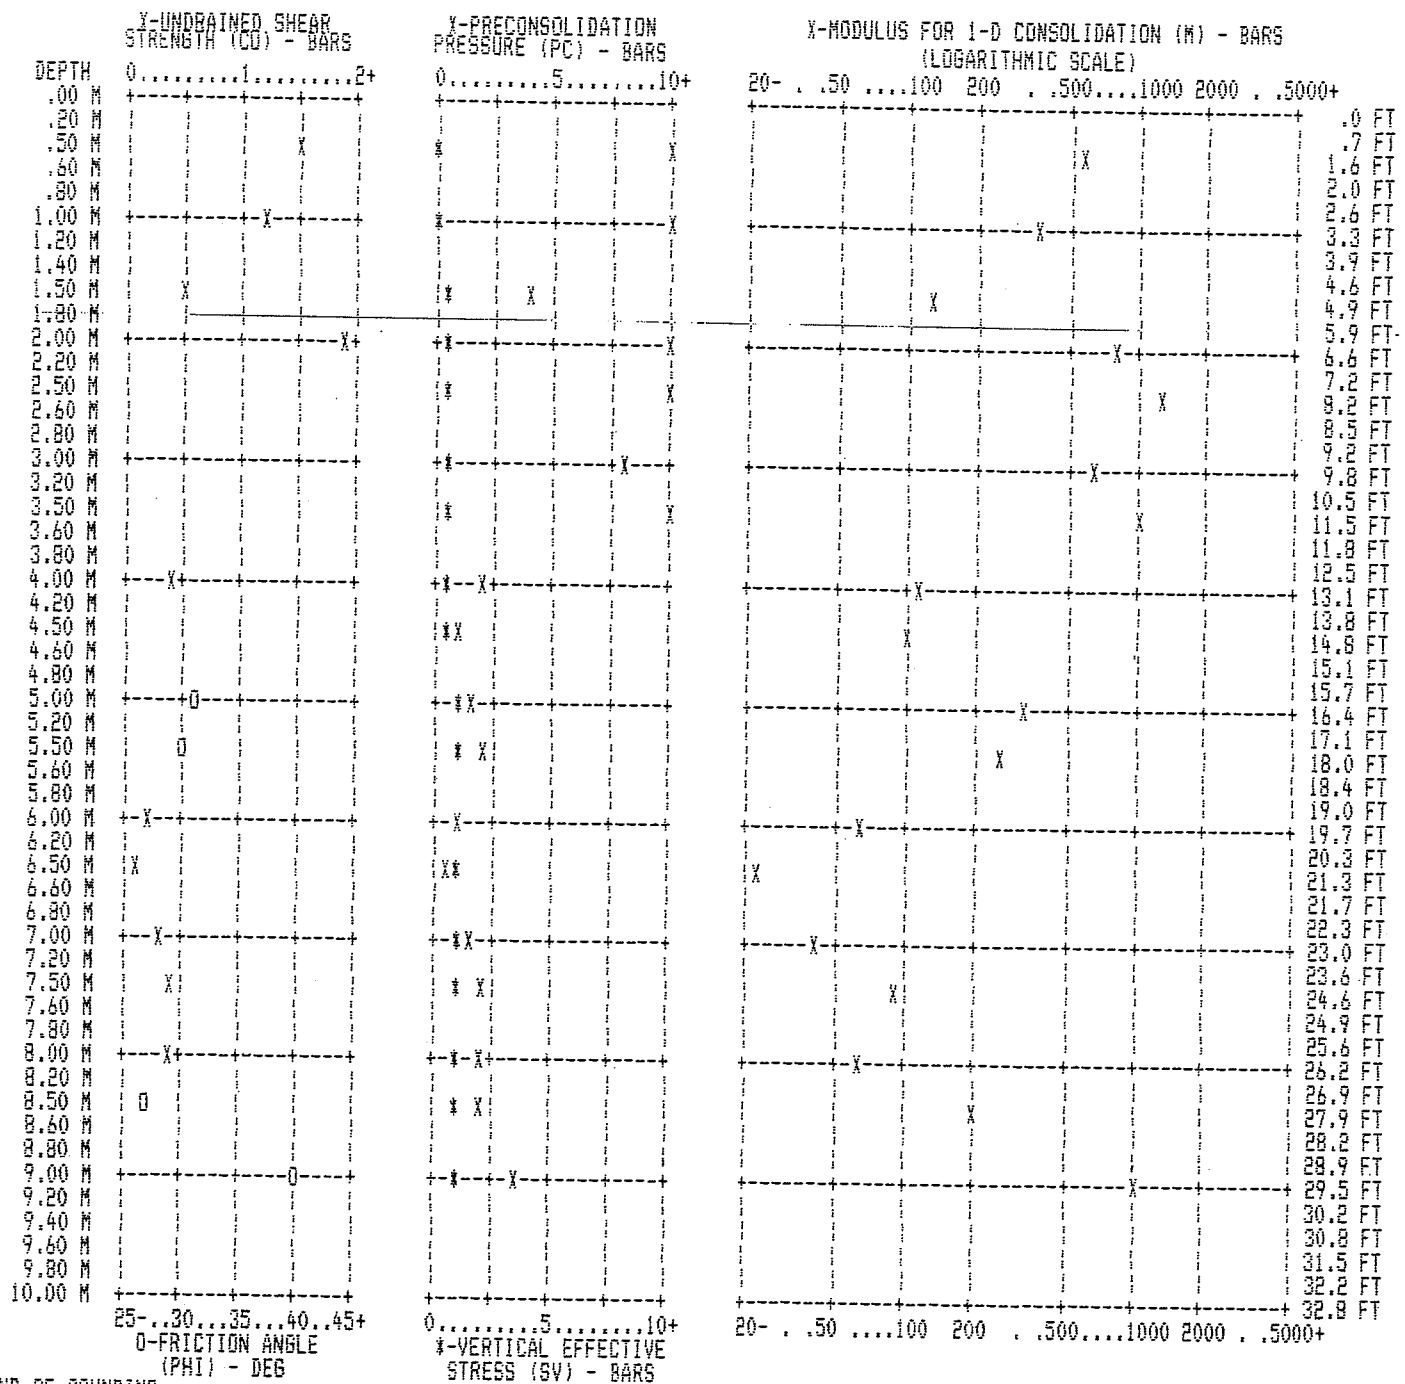 X-UNDRAINED SHEAR
STRENGTH (CU) - BARS
X-PRECONSOLIDATION
PRESSURE (PC) - BARS
X-MODULUS FOR 1-D CONSOLIDATION (M) - BARS
(LOGARITHMIC SCALE)
DEPTH 0.........1.........2+ 0.........5........10+ 20- . .50 ....100 200 . .500....1000 2000 . .5000+
.00 M .0 FT
.20 M .7 FT
.50 M 1.6 FT
.60 M 2.0 FT
.80 M 2.6 FT
1.00 M 3.3 FT
1.20 M 3.9 FT
1.40 M 4.6 FT
1.50 M 4.9 FT
1.80 M 5.9 FT
2.00 M 6.6 FT
2.20 M 7.2 FT
2.50 M 8.2 FT
2.60 M 8.5 FT
2.80 M 9.2 FT
3.00 M 9.8 FT
3.20 M 10.5 FT
3.50 M 11.5 FT
3.60 M 11.8 FT
3.80 M 12.5 FT
4.00 M 13.1 FT
4.20 M 13.8 FT
4.50 M 14.8 FT
4.60 M 15.1 FT
4.80 M 15.7 FT
5.00 M 16.4 FT
5.20 M 17.1 FT
5.50 M 18.0 FT
5.60 M 18.4 FT
5.80 M 19.0 FT
6.00 M 19.7 FT
6.20 M 20.3 FT
6.50 M 21.3 FT
6.60 M 21.7 FT
6.80 M 22.3 FT
7.00 M 23.0 FT
7.20 M 23.6 FT
7.50 M 24.6 FT
7.60 M 24.9 FT
7.80 M 25.6 FT
8.00 M 26.2 FT
8.20 M 26.9 FT
8.50 M 27.9 FT
8.60 M 28.2 FT
8.80 M 28.9 FT
9.00 M 29.5 FT
9.20 M 30.2 FT
9.40 M 30.8 FT
9.60 M 31.5 FT
9.80 M 32.2 FT
10.00 M 32.8 FT
25-..30...35...40..45+ 0.........5........10+ 20- . .50 ....100 200 . .500....1000 2000 . .5000+
O-FRICTION ANGLE
(PHI) - DEG
*-VERTICAL EFFECTIVE
STRESS (SV) - BARS